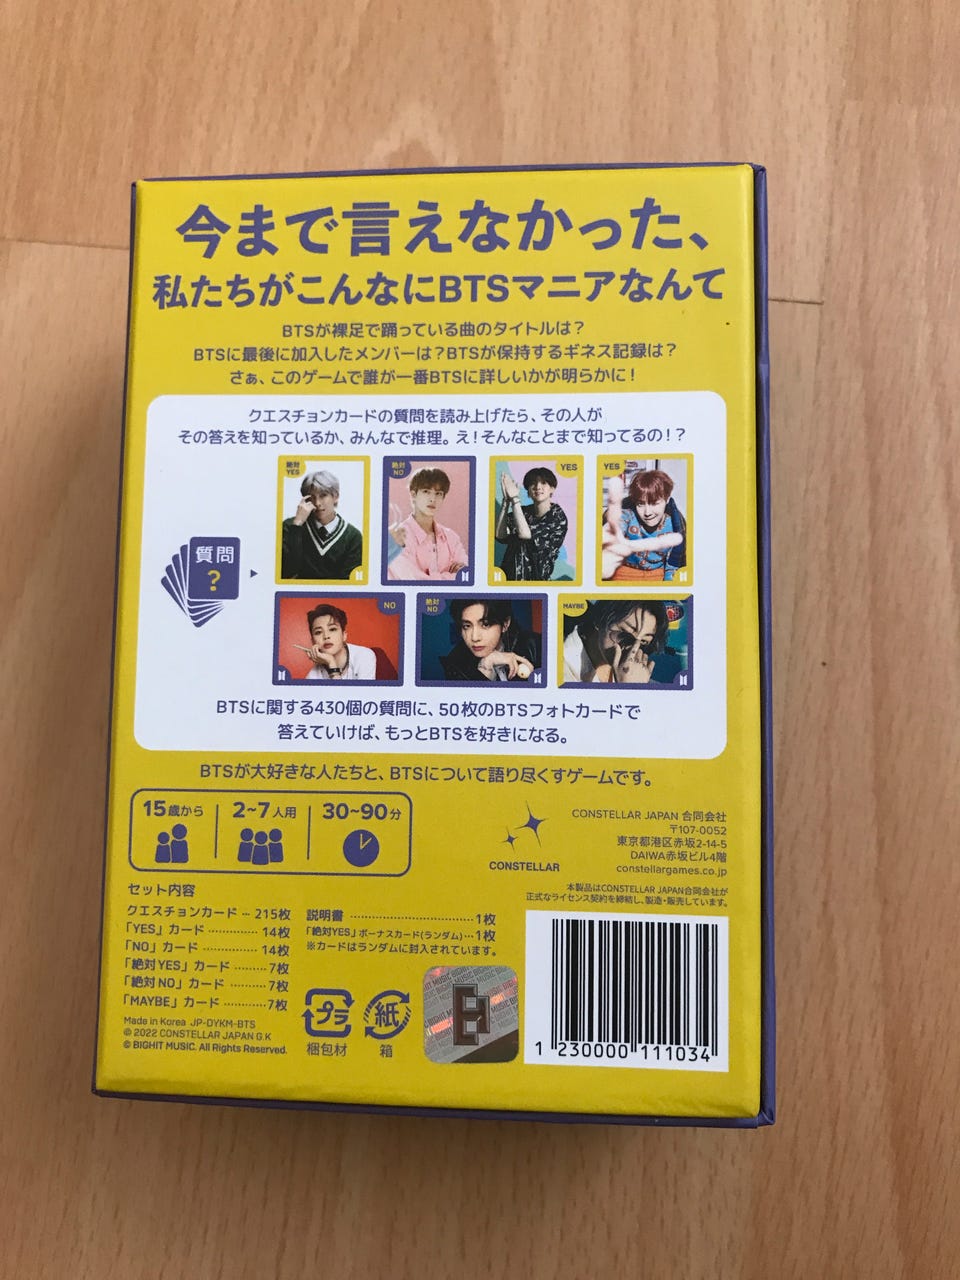 今まで言えなかった、
私たちがこんなにBTSマニアなんて
BTSが裸足で踊っている曲のタイトルは?
BTSに最後に加入したメンバーは?BTSが保持するギネス記録は?
さぁ、このゲームで誰が一番BTSに詳しいかが明らかに!
クエスチョンカードの質問を読み上げたら、その人が
その答えを知っているか、みんなで推理。え!そんなことまで知ってるの!?
絶対YES
絶対NO
YES
YES
質問
?
NO
絶対NO
MAYBE
BTSに関する430個の質問に、50枚のBTSフォトカードで
答えていけば、もっとBTSを好きになる。
BTSが大好きな人たちと、BTSについて語り尽くすゲームです。
15歳から 2~7人用 30~90分
CONSTELLAR
CONSTELLAR JAPAN 合同会社
〒107-0052
東京都港区赤坂2-14-5
DAIWA赤坂ビル4階
constellargames.co.jp
本製品はCONSTELLAR JAPAN合同会社が
正式なライセンス契約を締結し、製造・販売しています。
セット内容
クエスチョンカード … 215枚
「YES」カード ………… 14枚
「NO」カード ………… 14枚
「絶対YES」カード ……… 7枚
「絶対NO」カード ……… 7枚
「MAYBE」カード ……… 7枚
説明書 ……………………… 1枚
「絶対YES」ボーナスカード(ランダム)… 1枚
※カードはランダムに封入されています。
Made in Korea JP-DYKM-BTS
© 2022 CONSTELLAR JAPAN G.K
© BIGHIT MUSIC. All Rights Reserved.
プラ
梱包材
紙
箱
BIGHIT MUSIC
1 230000 111034